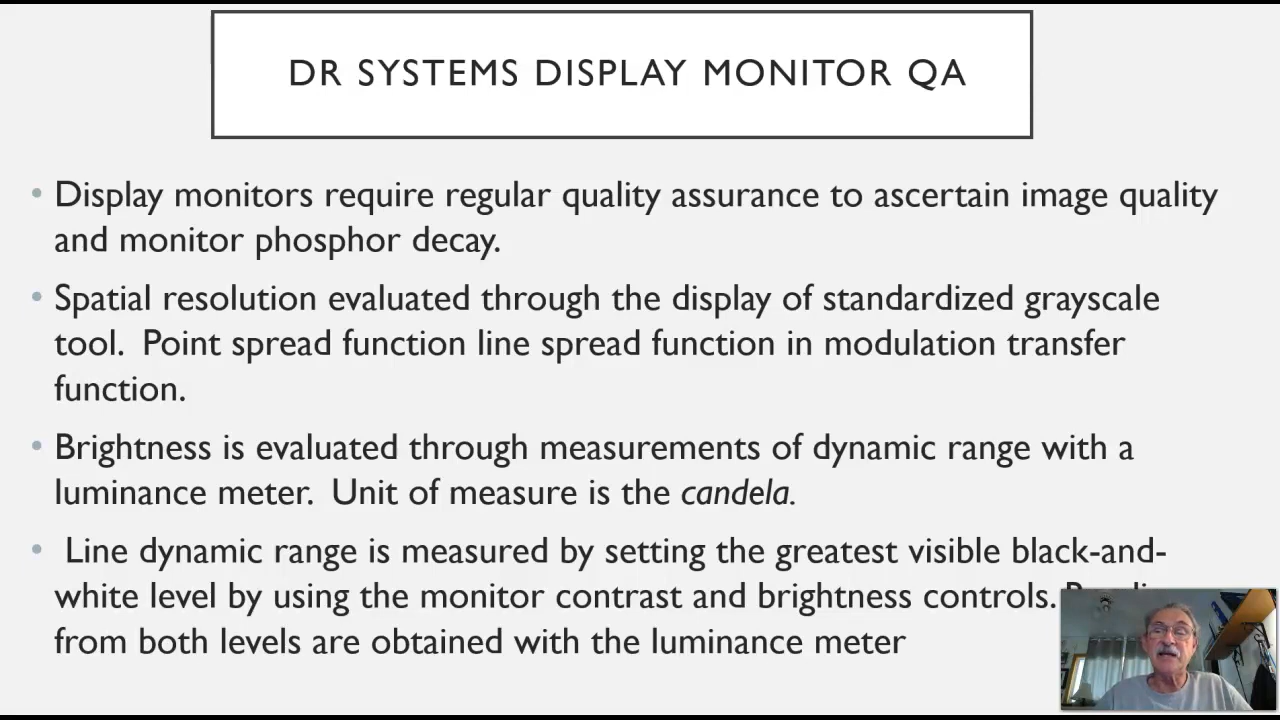 DR SYSTEMS DISPLAY MONITOR QA
• Display monitors require regular quality assurance to ascertain image quality
and monitor phosphor decay.
• Spatial resolution evaluated through the display of standardized grayscale
tool.  Point spread function line spread function in modulation transfer
function.
• Brightness is evaluated through measurements of dynamic range with a
luminance meter.  Unit of measure is the candela.
• Line dynamic range is measured by setting the greatest visible black-and-
white level by using the monitor contrast and brightness controls.
from both levels are obtained with the luminance meter